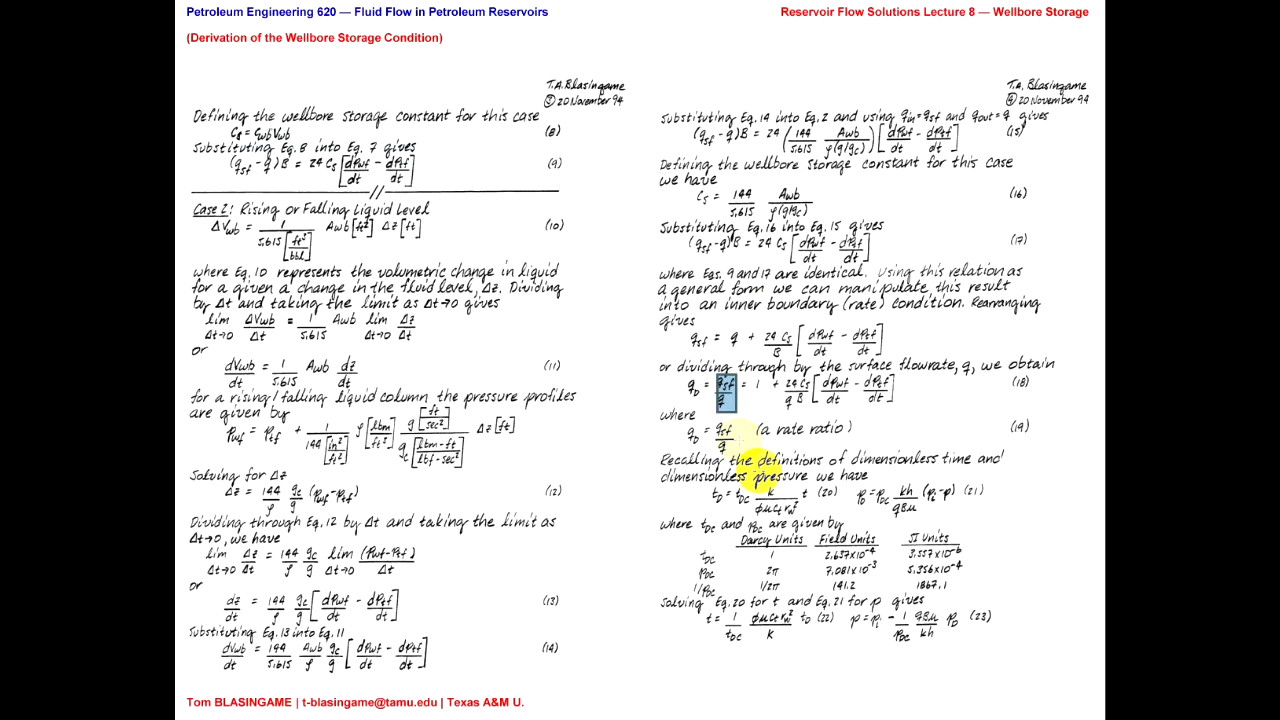 Petroleum Engineering 620 — Fluid Flow in Petroleum Reservoirs
Reservoir Flow Solutions Lecture 8 — Wellbore Storage
(Derivation of the Wellbore Storage Condition)
T.A. Blasingame
③ 20 November 94
Defining the wellbore storage constant for this case
Cs = Cwb Vwb (8)
Substituting Eq. 8 into Eq. 7 gives
(qsf - q)B = 24 Cs [dPwf/dt - dPtf/dt] (9)
//
Case 2: Rising or Falling Liquid Level
ΔVwb = 1/5.615 [ft³/bbl] Awb[ft²] Δz[ft] (10)
where Eq. 10 represents the volumetric change in liquid
for a given a change in the fluid level, Δz. Dividing
by Δt and taking the limit as Δt→0 gives
lim Δt→0 ΔVwb/Δt = 1/5.615 Awb lim Δt→0 Δz/Δt
or
dVwb/dt = 1/5.615 Awb dz/dt (11)
for a rising/falling liquid column the pressure profiles
are given by
Pwf = Ptf + 1/144[in²/ft²] ρ[lbm/ft³] g[ft/sec²]/gc[lbm-ft/lbf-sec²] Δz[ft]
Solving for Δz
Δz = 144/ρ gc/g (Pwf-Ptf) (12)
Dividing through Eq. 12 by Δt and taking the limit as
Δt→0, we have
lim Δt→0 Δz/Δt = 144/ρ gc/g lim Δt→0 (Pwf-Ptf)/Δt
or
dz/dt = 144/ρ gc/g [dPwf/dt - dPtf/dt] (13)
Substituting Eq. 13 into Eq. 11
dVwb/dt = 144/5.615 Awb/ρ gc/g [dPwf/dt - dPtf/dt] (14)
T.A. Blasingame
④ 20 November 94
Substituting Eq. 14 into Eq. 2 and using qin=qsf and qout=q gives
(qsf - q)B = 24 (144/5.615 Awb/ρ(g/gc)) [dPwf/dt - dPtf/dt] (15)
Defining the wellbore storage constant for this case
we have
Cs = 144/5.615 Awb/ρ(g/gc) (16)
Substituting Eq. 16 into Eq. 15 gives
(qsf-q)B = 24 Cs [dPwf/dt - dPtf/dt] (17)
where Eqs. 9 and 17 are identical. Using this relation as
a general form we can manipulate this result
into an inner boundary (rate) condition. Rearranging
gives
qsf = q + 24 Cs/B [dPwf/dt - dPtf/dt]
or dividing through by the surface flowrate, q, we obtain
qD = qsf/q = 1 + 24 Cs/qB [dPwf/dt - dPtf/dt] (18)
where
qD = qsf/q (a rate ratio) (19)
Recalling the definitions of dimensionless time and
dimensionless pressure we have
tD = tDC k/φμctrw² t (20) pD = pDC kh/qBμ (pi-p) (21)
where tDC and pDC are given by
Darcy Units Field Units SI Units
tDC 1 2.637x10⁻⁴ 3.557x10⁻⁶
pDC 2π 7.081x10⁻³ 5.356x10⁻⁴
1/pDC 1/2π 141.2 1867.1
Solving Eq. 20 for t and Eq. 21 for p gives
t = 1/tDC φμctrw²/k tD (22) p = pi - 1/pDC qBμ/kh pD (23)
Tom BLASINGAME | t-blasingame@tamu.edu | Texas A&M U.